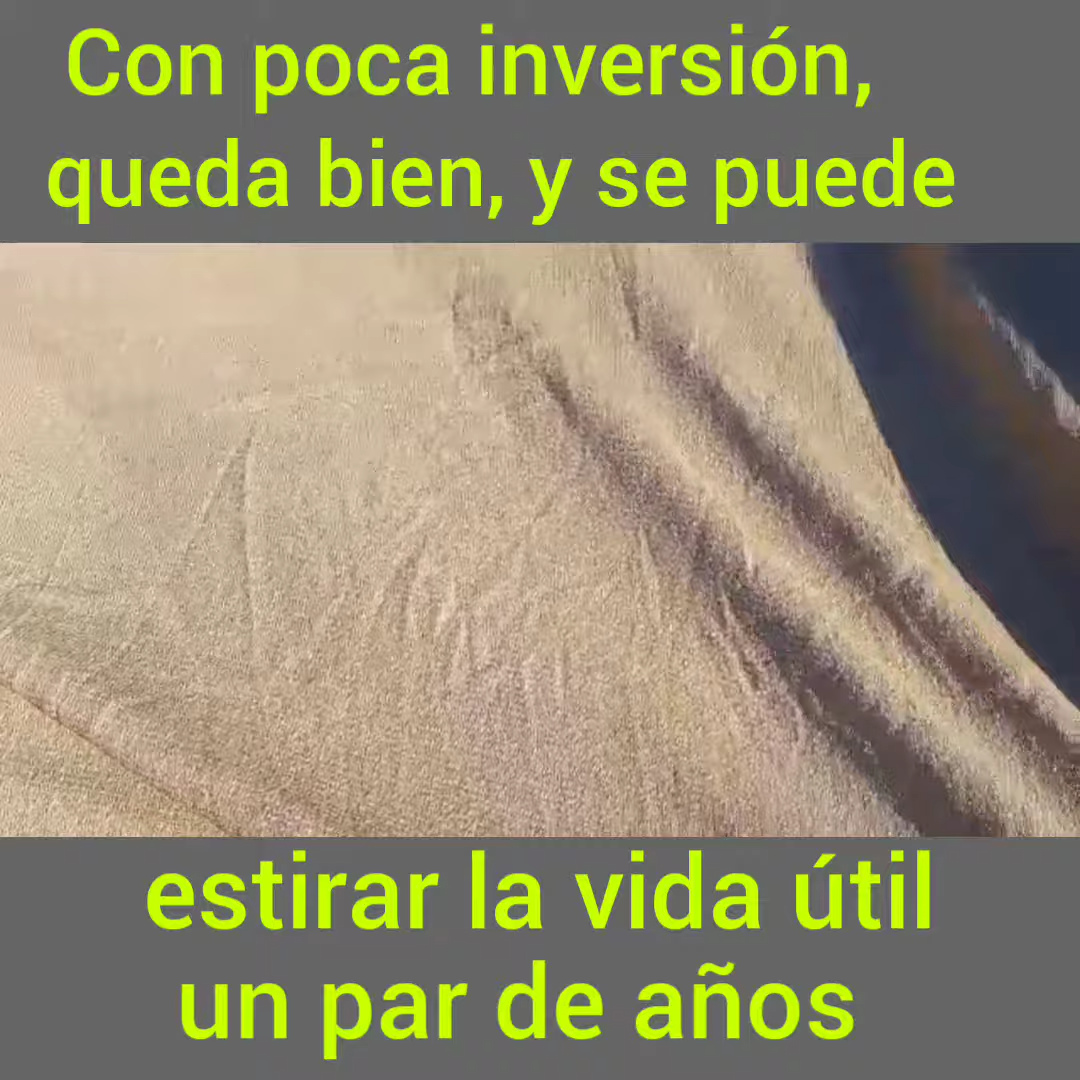 Con poca inversión,
queda bien, y se puede
estirar la vida útil
un par de años